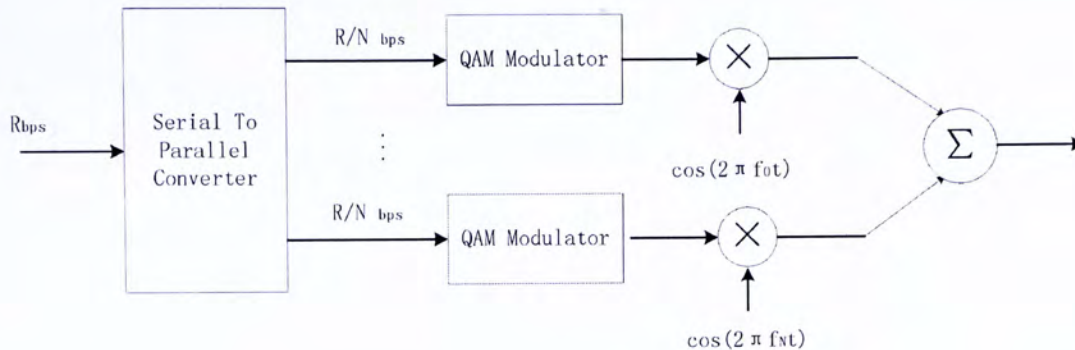 R/N bps
QAM Modulator
×
Rbps
Serial To
Parallel
Converter
⋮
cos(2πf0t)
Σ
R/N bps
QAM Modulator
×
cos(2πfNt)